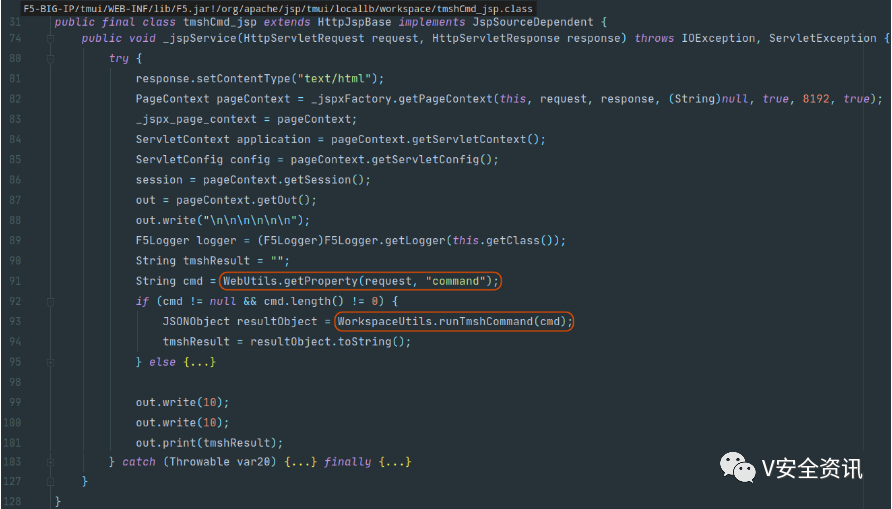 F5-BIG-IP/tmui/WEB-INF/lib/F5.jar!/org/apache/jsp/tmui/locallb/workspace/tmshCmd_jsp.class
31 public final class tmshCmd_jsp extends HttpJspBase implements JspSourceDependent {
74 public void _jspService(HttpServletRequest request, HttpServletResponse response) throws IOException, ServletException {
80 try {
81 response.setContentType("text/html");
82 PageContext pageContext = _jspxFactory.getPageContext(this, request, response, (String)null, true, 8192, true);
83 _jspx_page_context = pageContext;
84 ServletContext application = pageContext.getServletContext();
85 ServletConfig config = pageContext.getServletConfig();
86 session = pageContext.getSession();
87 out = pageContext.getOut();
88 out.write("\n\n\n\n\n\n");
89 F5Logger logger = (F5Logger)F5Logger.getLogger(this.getClass());
90 String tmshResult = "";
91 String cmd = WebUtils.getProperty(request, "command");
92 if (cmd != null && cmd.length() != 0) {
93 JSONObject resultObject = WorkspaceUtils.runTmshCommand(cmd);
94 tmshResult = resultObject.toString();
95 } else {...}
98
99 out.write(10);
100 out.write(10);
101 out.print(tmshResult);
103 } catch (Throwable var20) {...} finally {...}
127 }
128 }
V安全资讯